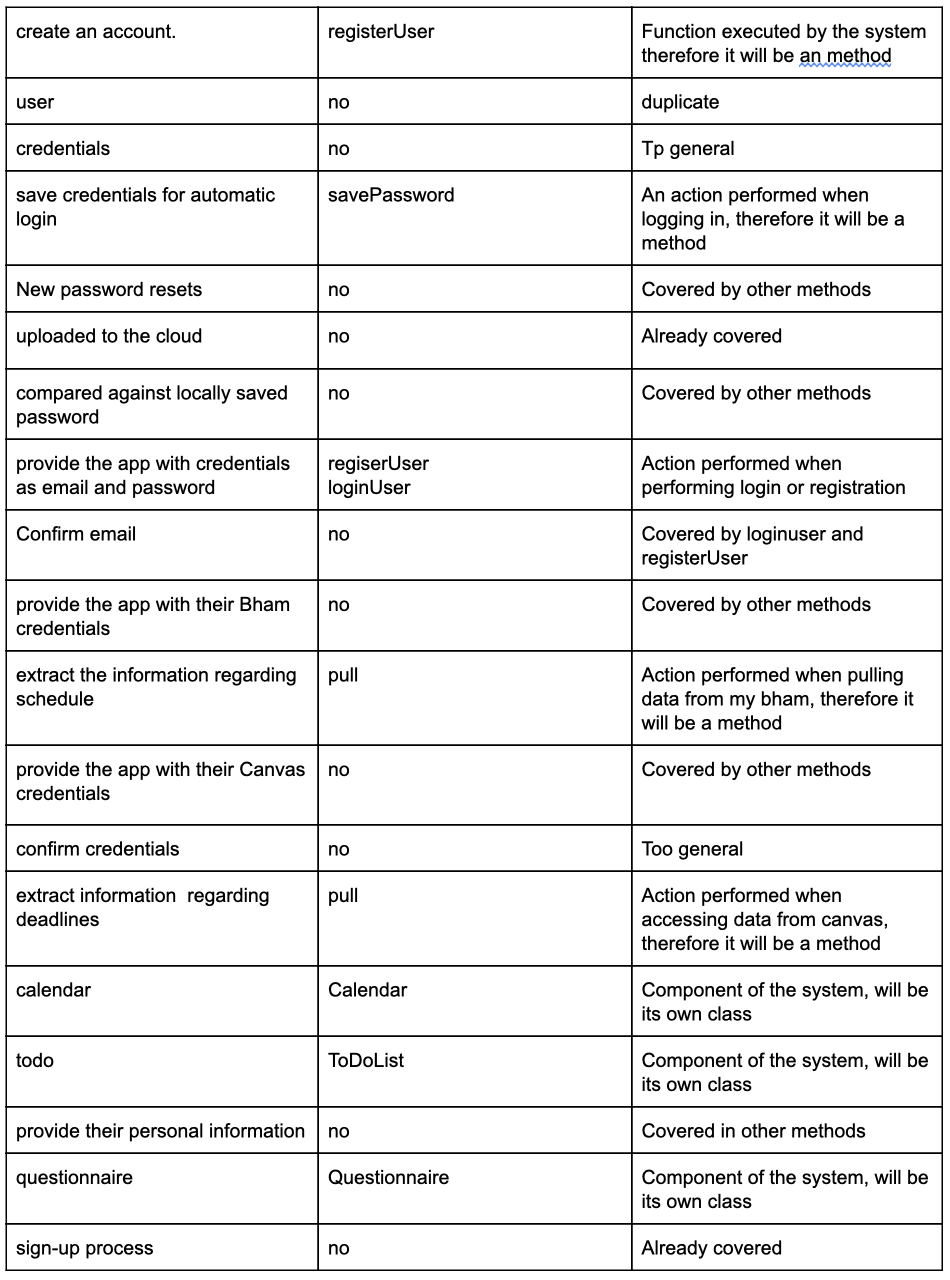 create an account.
registerUser
Function executed by the system
therefore it will be an method
user
no
duplicate
credentials
no
Tp general
save credentials for automatic
login
savePassword
An action performed when
logging in, therefore it will be a
method
New password resets
no
Covered by other methods
uploaded to the cloud
no
Already covered
compared against locally saved
password
no
Covered by other methods
provide the app with credentials
as email and password
regiserUser
loginUser
Action performed when
performing login or registration
Confirm email
no
Covered by loginuser and
registerUser
provide the app with their Bham
credentials
no
Covered by other methods
extract the information regarding
schedule
pull
Action performed when pulling
data from my bham, therefore it
will be a method
provide the app with their Canvas
credentials
no
Covered by other methods
confirm credentials
no
Too general
extract information  regarding
deadlines
pull
Action performed when
accessing data from canvas,
therefore it will be a method
calendar
Calendar
Component of the system, will be
its own class
todo
ToDoList
Component of the system, will be
its own class
provide their personal information
no
Covered in other methods
questionnaire
Questionnaire
Component of the system, will be
its own class
sign-up process
no
Already covered